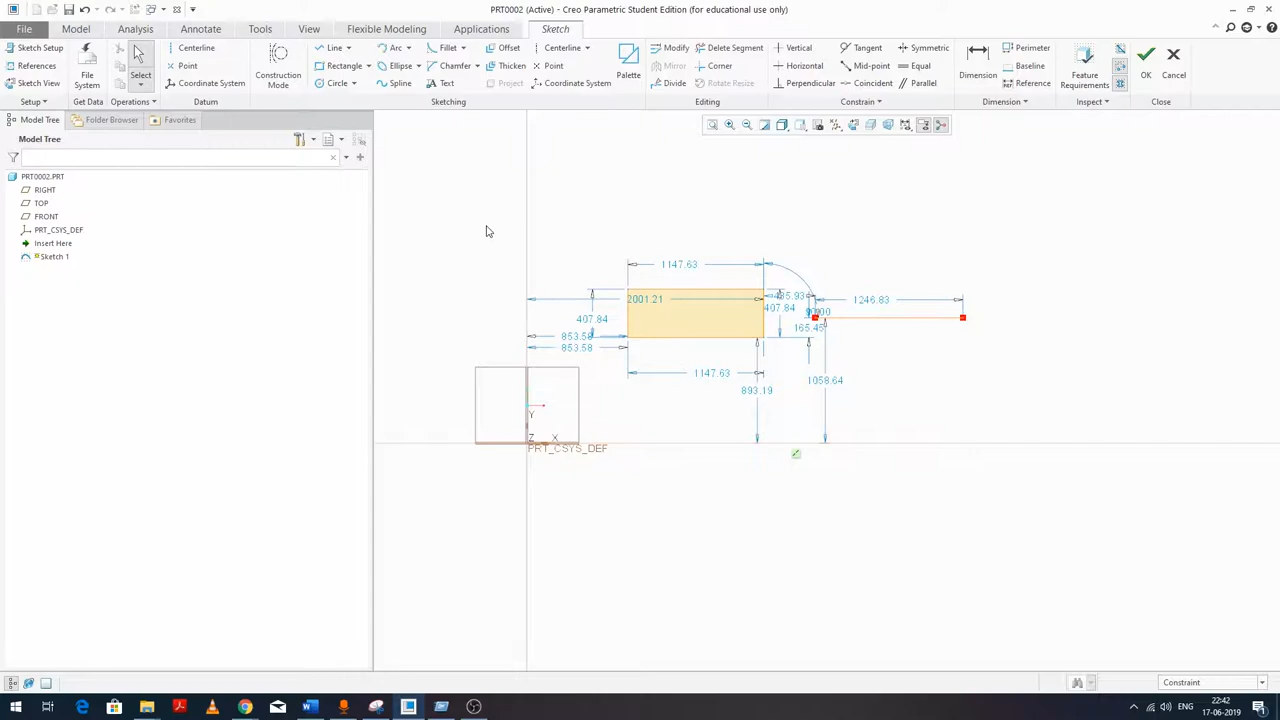 PRT0002 (Active) - Creo Parametric Student Edition (for educational use only)
File Model Analysis Annotate Tools View Flexible Modeling Applications Sketch
Sketch Setup
References
Sketch View
Setup
File System
Get Data
Select
Operations
Centerline
Point
Coordinate System
Datum
Construction Mode
Line Arc Fillet Offset Centerline
Rectangle Ellipse Chamfer Thicken Point
Circle Spline Text Project Coordinate System
Palette
Sketching
Modify Delete Segment
Mirror Corner
Divide Rotate Resize
Editing
Vertical Tangent Symmetric
Horizontal Mid-point Equal
Perpendicular Coincident Parallel
Constrain
Dimension
Perimeter
Baseline
Reference
Dimension
Feature Requirements
Inspect
OK
Cancel
Close
Model Tree Folder Browser Favorites
Model Tree
PRT0002.PRT
RIGHT
TOP
FRONT
PRT_CSYS_DEF
Insert Here
Sketch 1
1147.63
2001.21
407.84
1246.83
407.84
165.45
853.58
853.58
1147.63
893.19
1058.64
Y
Z X
PRT_CSYS_DEF
Constraint
ENG
22:42
17-06-2019